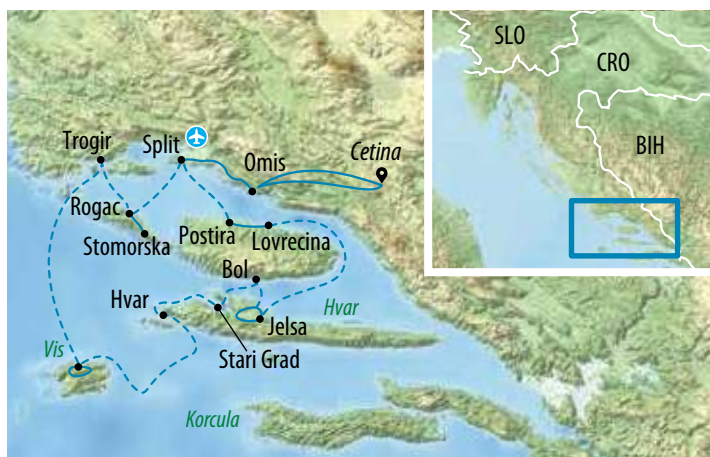 SLO
CRO
BIH
Trogir
Split
Omis
Cetina
Rogac
Stomorska
Postira
Lovrecina
Bol
Hvar
Hvar
Jelsa
Stari Grad
Vis
Korcula